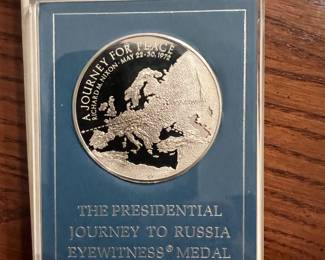 A JOURNEY FOR PEACE
RICHARD M. NIXON, MAY 22-30, 1972
THE PRESIDENTIAL
JOURNEY TO RUSSIA
EYEWITNESS® MEDAL